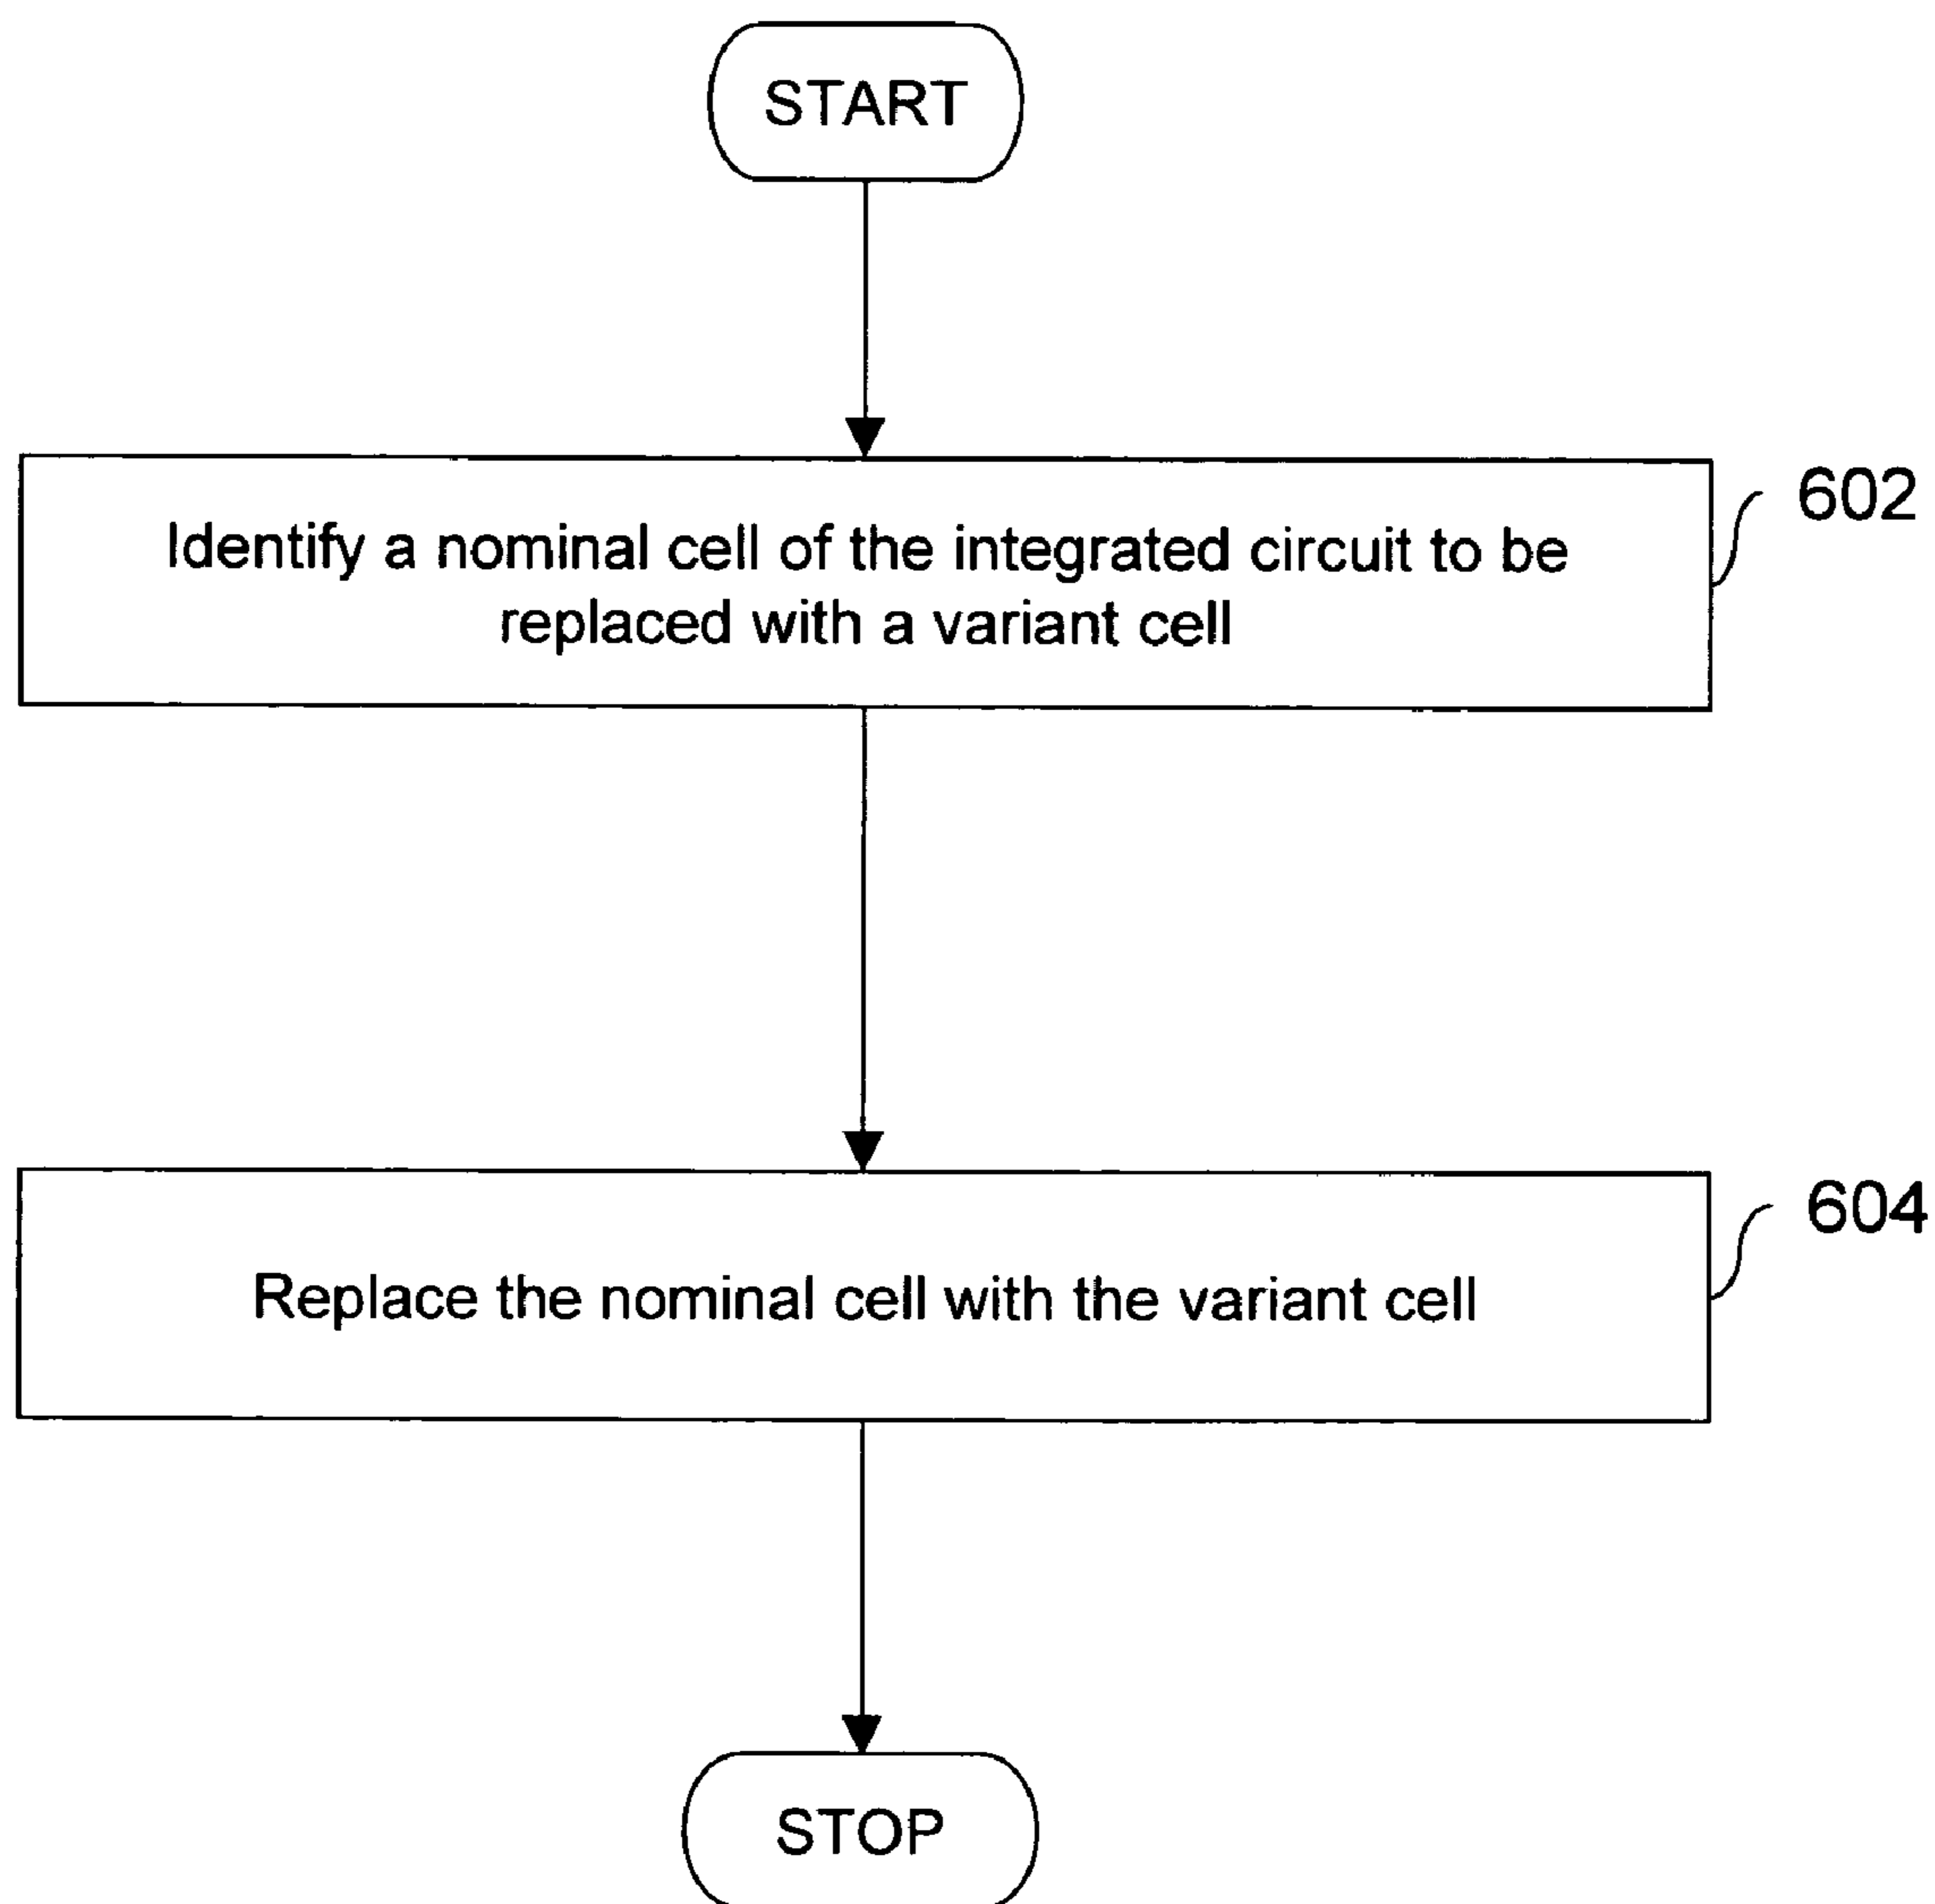 START
Identify a nominal cell of the integrated circuit to be
replaced with a variant cell
602
Replace the nominal cell with the variant cell
604
STOP